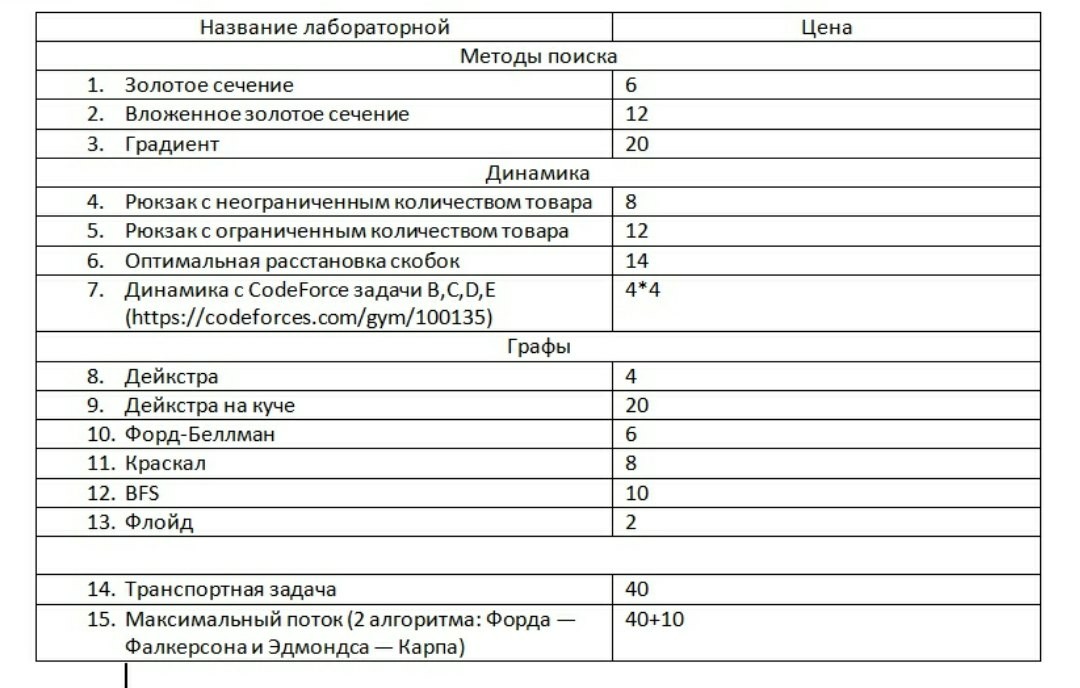 Название лабораторной Цена
Методы поиска
1. Золотое сечение 6
2. Вложенное золотое сечение 12
3. Градиент 20
Динамика
4. Рюкзак с неограниченным количеством товара 8
5. Рюкзак с ограниченным количеством товара 12
6. Оптимальная расстановка скобок 14
7. Динамика с CodeForce задачи B,C,D,E 4*4
(https://codeforces.com/gym/100135)
Графы
8. Дейкстра 4
9. Дейкстра на куче 20
10. Форд-Беллман 6
11. Краскал 8
12. BFS 10
13. Флойд 2
14. Транспортная задача 40
15. Максимальный поток (2 алгоритма: Форда — 40+10
Фалкерсона и Эдмондса — Карпа)